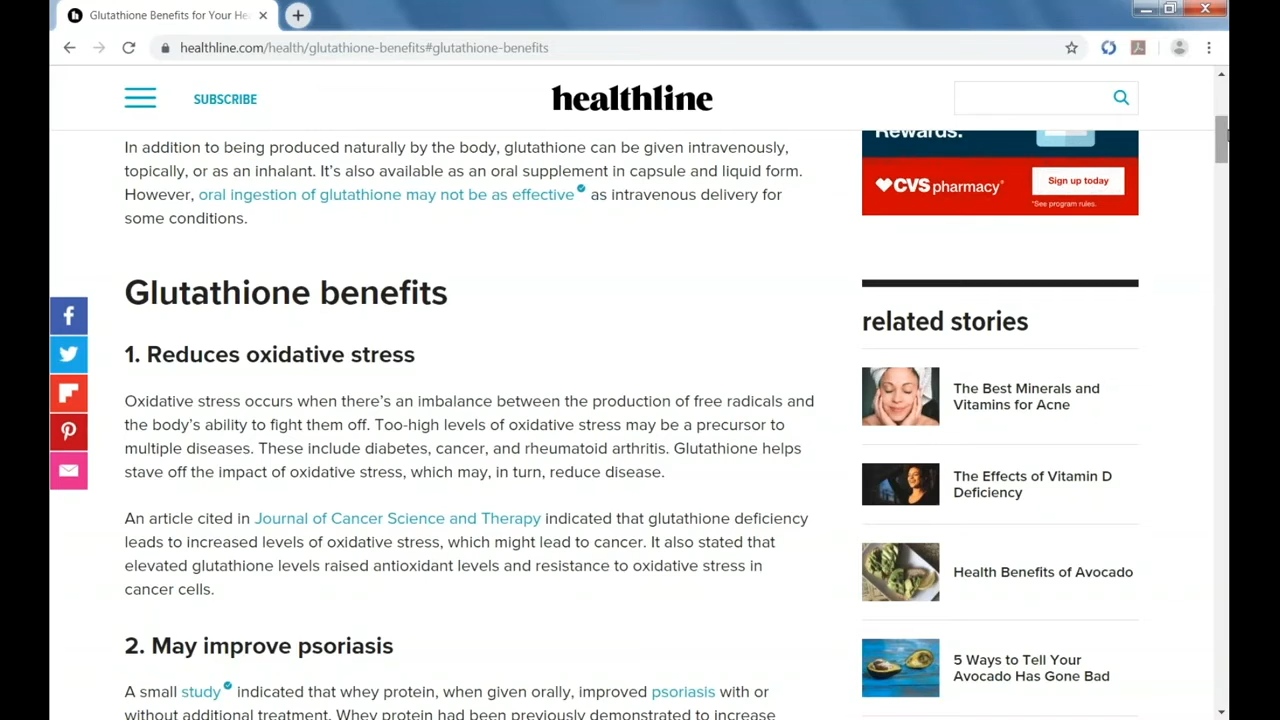 Glutathione Benefits for Your He
healthline.com/health/glutathione-benefits#glutathione-benefits
SUBSCRIBE
healthline
In addition to being produced naturally by the body, glutathione can be given intravenously,
topically, or as an inhalant. It's also available as an oral supplement in capsule and liquid form.
However, oral ingestion of glutathione may not be as effective as intravenous delivery for
some conditions.
Glutathione benefits
1. Reduces oxidative stress
Oxidative stress occurs when there's an imbalance between the production of free radicals and
the body's ability to fight them off. Too-high levels of oxidative stress may be a precursor to
multiple diseases. These include diabetes, cancer, and rheumatoid arthritis. Glutathione helps
stave off the impact of oxidative stress, which may, in turn, reduce disease.
An article cited in Journal of Cancer Science and Therapy indicated that glutathione deficiency
leads to increased levels of oxidative stress, which might lead to cancer. It also stated that
elevated glutathione levels raised antioxidant levels and resistance to oxidative stress in
cancer cells.
2. May improve psoriasis
A small study indicated that whey protein, when given orally, improved psoriasis with or
without additional treatment. Whey protein had been previously demonstrated to increase
Rewards.
CVS pharmacy
Sign up today
*See program rules.
related stories
The Best Minerals and
Vitamins for Acne
The Effects of Vitamin D
Deficiency
Health Benefits of Avocado
5 Ways to Tell Your
Avocado Has Gone Bad